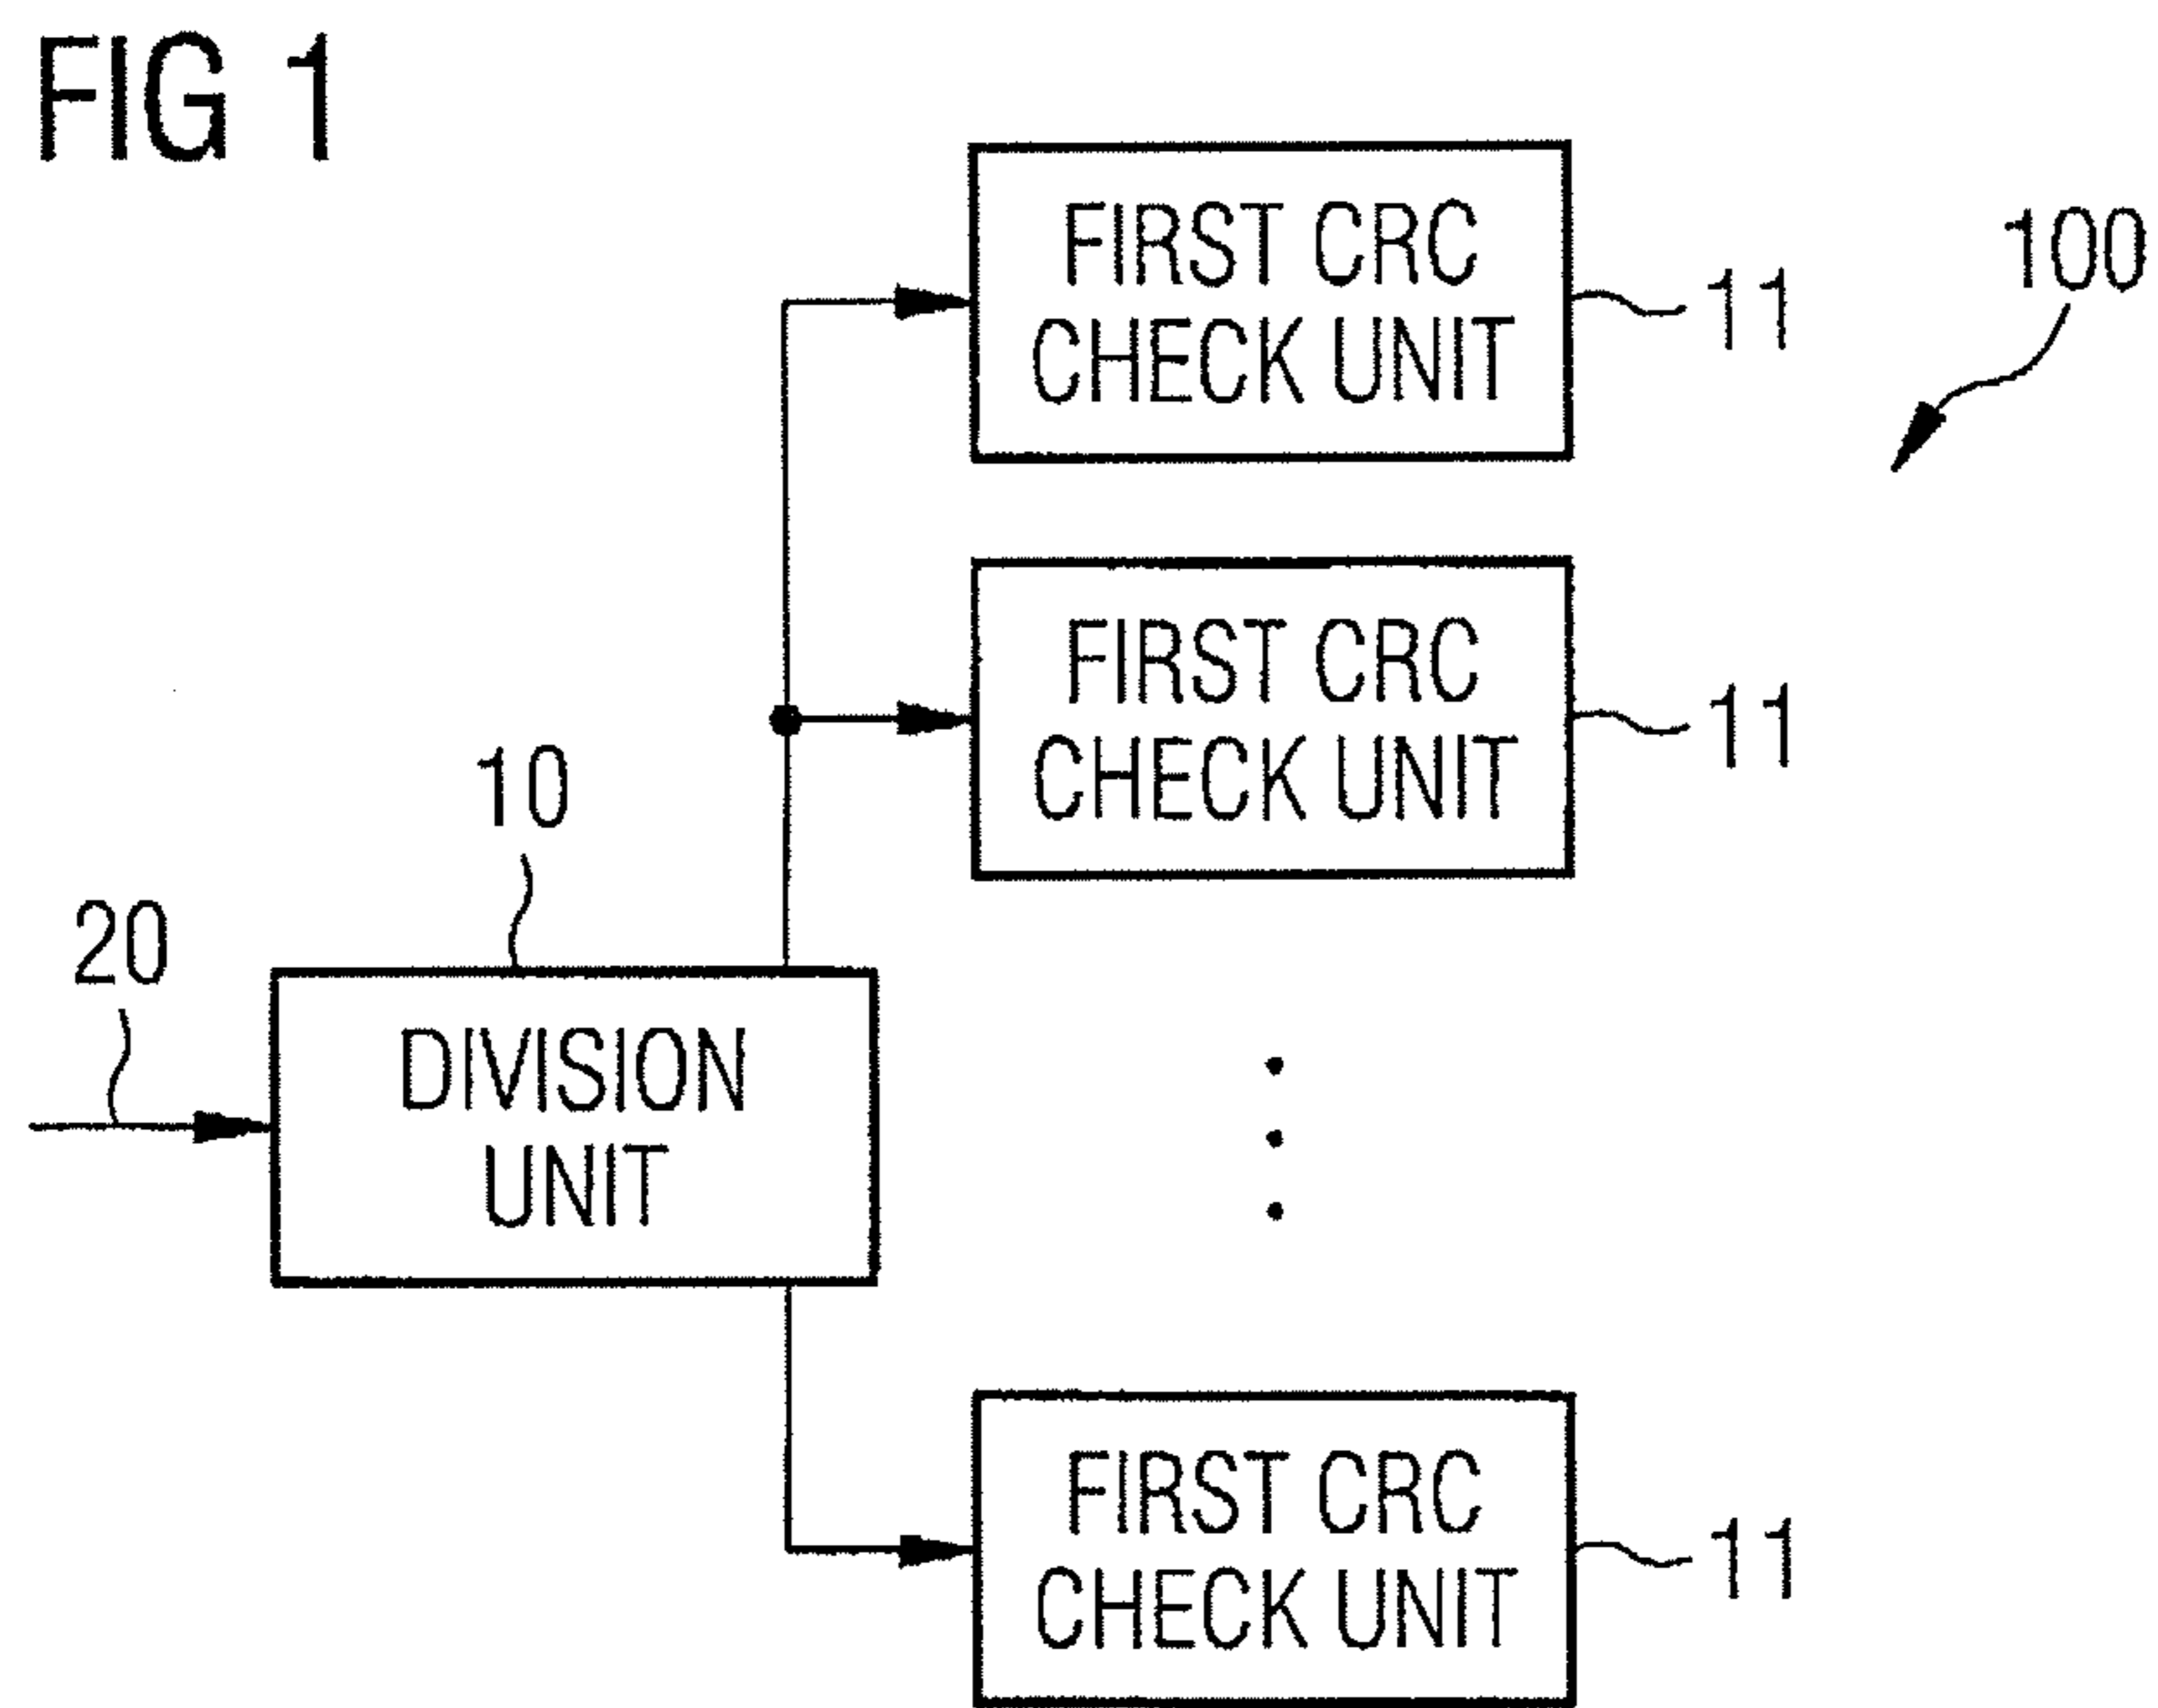 FIG 1
FIRST CRC
CHECK UNIT
11
100
FIRST CRC
CHECK UNIT
11
10
20
DIVISION
UNIT
FIRST CRC
CHECK UNIT
11